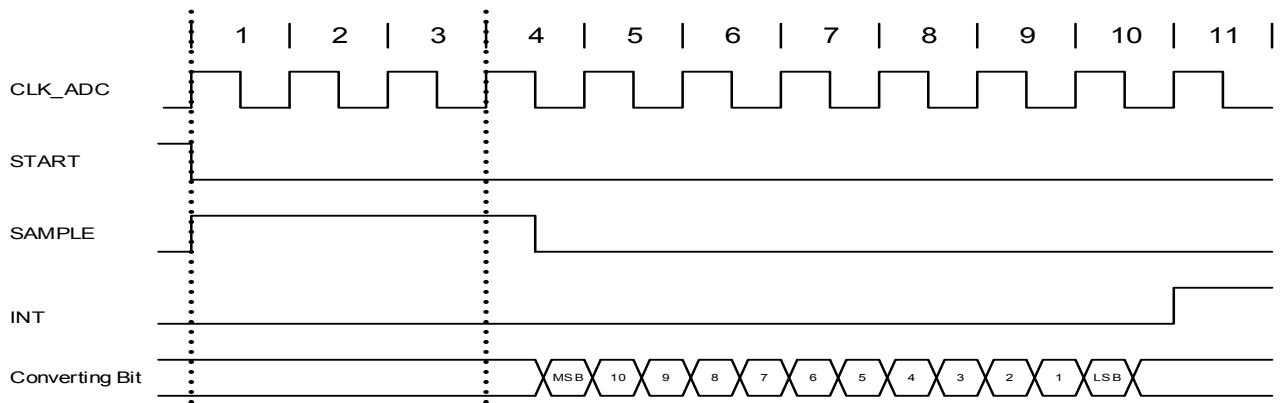 1 | 2 | 3 | 4 | 5 | 6 | 7 | 8 | 9 | 10 | 11
CLK_ADC
START
SAMPLE
INT
Converting Bit MSB 10 9 8 7 6 5 4 3 2 1 LSB